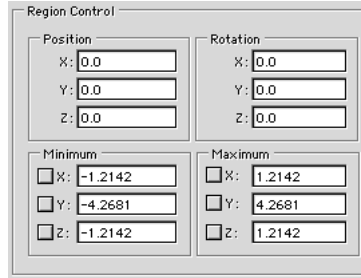 Region Control
Position
Rotation
X: 0.0
X: 0.0
Y: 0.0
Y: 0.0
Z: 0.0
Z: 0.0
Minimum
Maximum
X: -1.2142
X: 1.2142
Y: -4.2681
Y: 4.2681
Z: -1.2142
Z: 1.2142